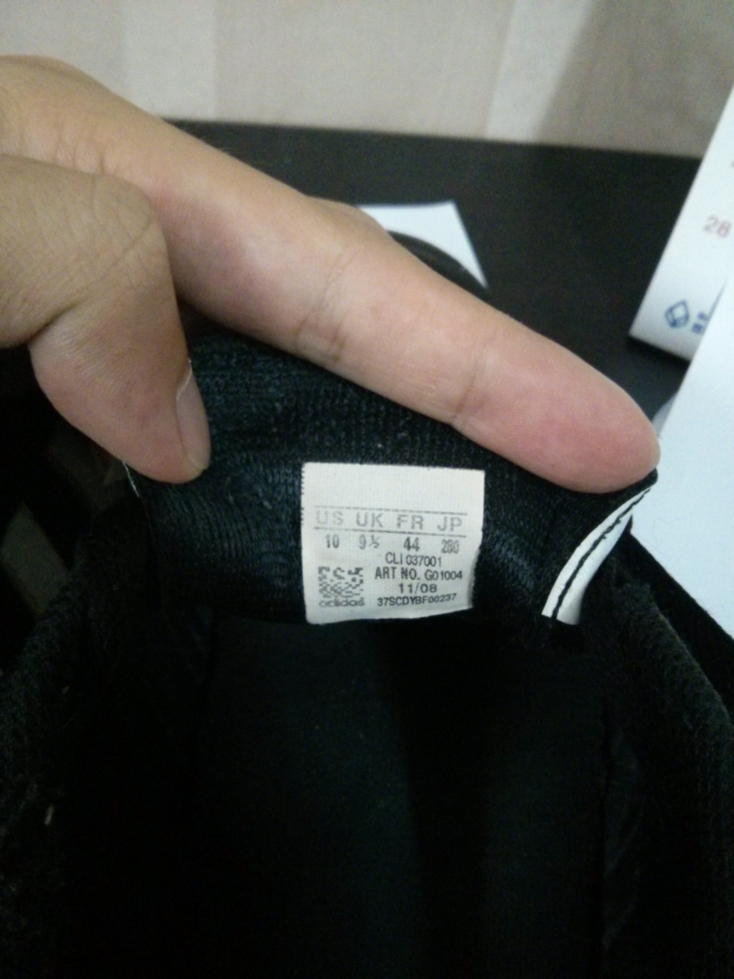 28
US UK FR JP
10 9½ 44 280
CLI 037001
ART NO. G01004
11/08
adidas 37SCDYBF00237